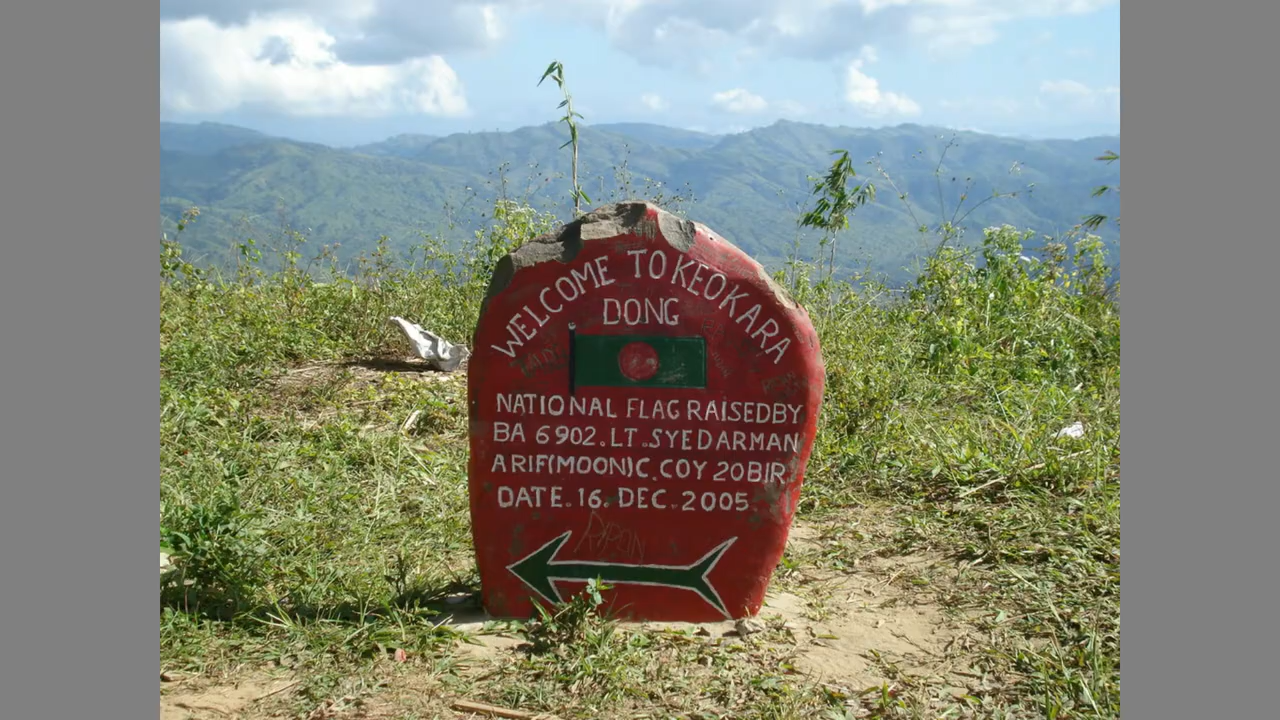 WELCOME TO KEOKARA
DONG
NATIONAL FLAG RAISEDBY
BA 6902.LT.SYEDARMAN
ARIF(MOON)C.COY 20BIR
DATE.16.DEC.2005.